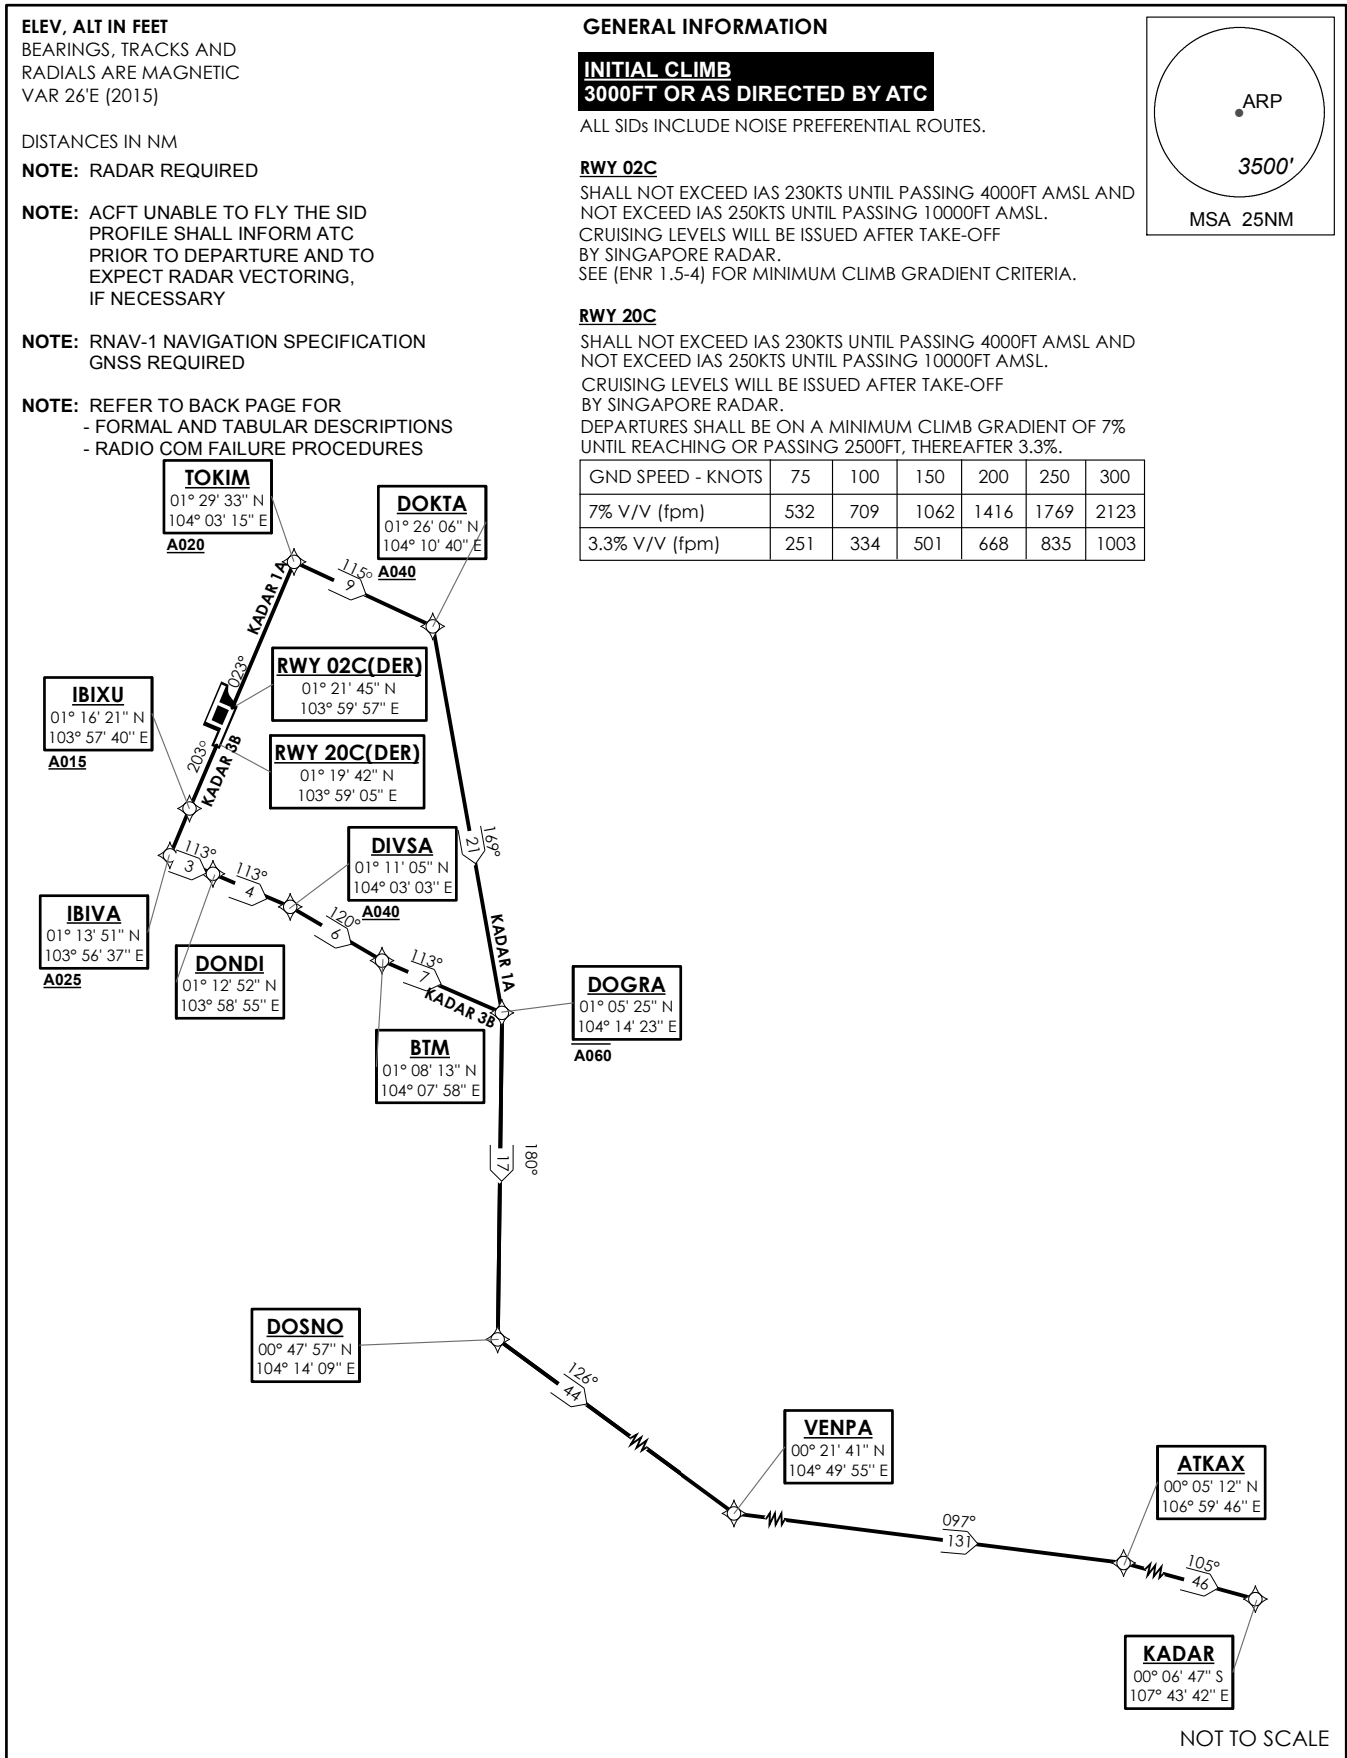 ELEV, ALT IN FEET
BEARINGS, TRACKS AND
RADIALS ARE MAGNETIC
VAR 26'E (2015)
DISTANCES IN NM
NOTE: RADAR REQUIRED
NOTE: ACFT UNABLE TO FLY THE SID
PROFILE SHALL INFORM ATC
PRIOR TO DEPARTURE AND TO
EXPECT RADAR VECTORING,
IF NECESSARY
NOTE: RNAV-1 NAVIGATION SPECIFICATION
GNSS REQUIRED
NOTE: REFER TO BACK PAGE FOR
- FORMAL AND TABULAR DESCRIPTIONS
- RADIO COM FAILURE PROCEDURES
GENERAL INFORMATION
INITIAL CLIMB
3000FT OR AS DIRECTED BY ATC
ALL SIDs INCLUDE NOISE PREFERENTIAL ROUTES.
RWY 02C
SHALL NOT EXCEED IAS 230KTS UNTIL PASSING 4000FT AMSL AND
NOT EXCEED IAS 250KTS UNTIL PASSING 10000FT AMSL.
CRUISING LEVELS WILL BE ISSUED AFTER TAKE-OFF
BY SINGAPORE RADAR.
SEE (ENR 1.5-4) FOR MINIMUM CLIMB GRADIENT CRITERIA.
RWY 20C
SHALL NOT EXCEED IAS 230KTS UNTIL PASSING 4000FT AMSL AND
NOT EXCEED IAS 250KTS UNTIL PASSING 10000FT AMSL.
CRUISING LEVELS WILL BE ISSUED AFTER TAKE-OFF
BY SINGAPORE RADAR.
DEPARTURES SHALL BE ON A MINIMUM CLIMB GRADIENT OF 7%
UNTIL REACHING OR PASSING 2500FT, THEREAFTER 3.3%.
GND SPEED - KNOTS 75 100 150 200 250 300
7% V/V (fpm) 532 709 1062 1416 1769 2123
3.3% V/V (fpm) 251 334 501 668 835 1003
ARP
3500'
MSA 25NM
TOKIM
01° 29' 33" N
104° 03' 15" E
A020
DOKTA
01° 26' 06" N
104° 10' 40" E
A040
115°
9
KADAR 1A
023°
RWY 02C(DER)
01° 21' 45" N
103° 59' 57" E
IBIXU
01° 16' 21" N
103° 57' 40" E
A015
RWY 20C(DER)
01° 19' 42" N
103° 59' 05" E
203°
KADAR 3B
169°
21
KADAR 1A
113°
3
113°
4
DIVSA
01° 11' 05" N
104° 03' 03" E
A040
120°
6
IBIVA
01° 13' 51" N
103° 56' 37" E
A025
DONDI
01° 12' 52" N
103° 58' 55" E
113°
7
KADAR 3B
DOGRA
01° 05' 25" N
104° 14' 23" E
A060
BTM
01° 08' 13" N
104° 07' 58" E
180°
17
DOSNO
00° 47' 57" N
104° 14' 09" E
126°
44
VENPA
00° 21' 41" N
104° 49' 55" E
ATKAX
00° 05' 12" N
106° 59' 46" E
097°
131
105°
46
KADAR
00° 06' 47" S
107° 43' 42" E
NOT TO SCALE